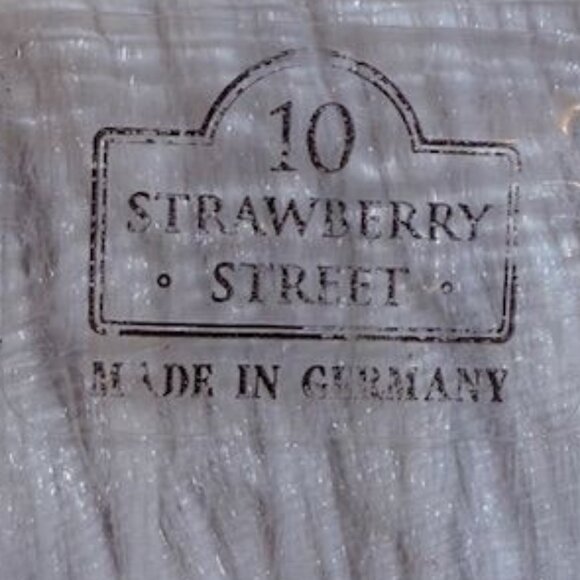 10
STRAWBERRY
• STREET •
MADE IN GERMANY